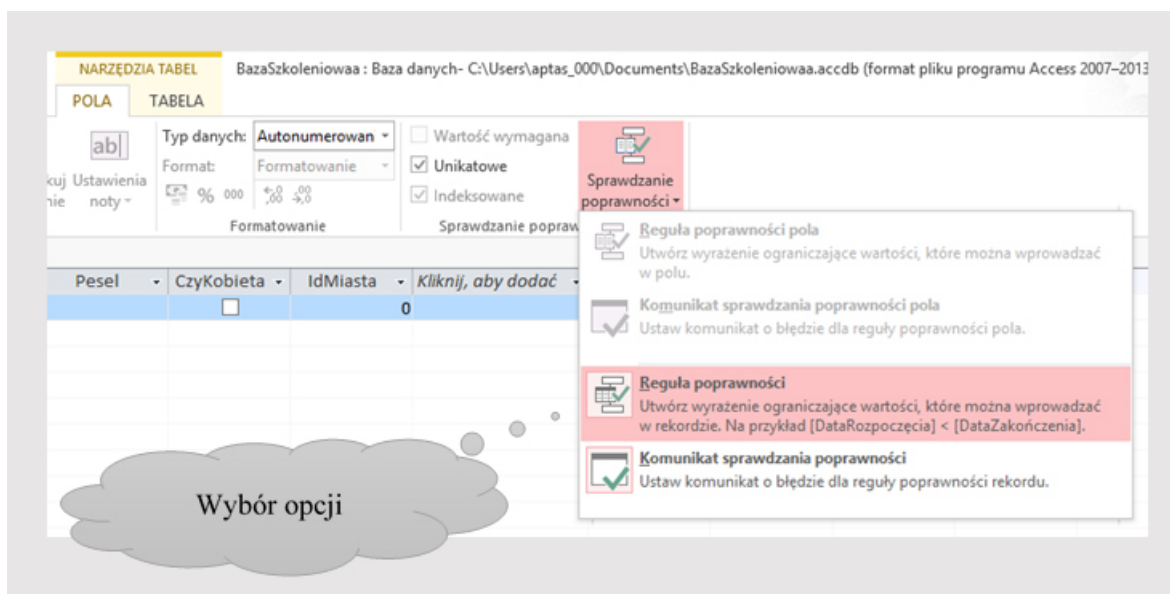 NARZĘDZIA TABEL BazaSzkoleniowaa : Baza danych- C:\Users\aptas_000\Documents\BazaSzkoleniowaa.accdb (format pliku programu Access 2007–2013
POLA TABELA
ab| Typ danych: Autonumerowan Wartość wymagana
Format: Formatowanie Unikatowe
kuj Ustawienia % 000 ,00 ,0 Indeksowane Sprawdzanie
nie noty poprawności
Formatowanie Sprawdzanie popraw
Reguła poprawności pola
Utwórz wyrażenie ograniczające wartości, które można wprowadzać
w polu.
Pesel CzyKobieta IdMiasta Kliknij, aby dodać
0
Komunikat sprawdzania poprawności pola
Ustaw komunikat o błędzie dla reguły poprawności pola.
Reguła poprawności
Utwórz wyrażenie ograniczające wartości, które można wprowadzać
w rekordzie. Na przykład [DataRozpoczęcia] < [DataZakończenia].
Komunikat sprawdzania poprawności
Ustaw komunikat o błędzie dla reguły poprawności rekordu.
Wybór opcji